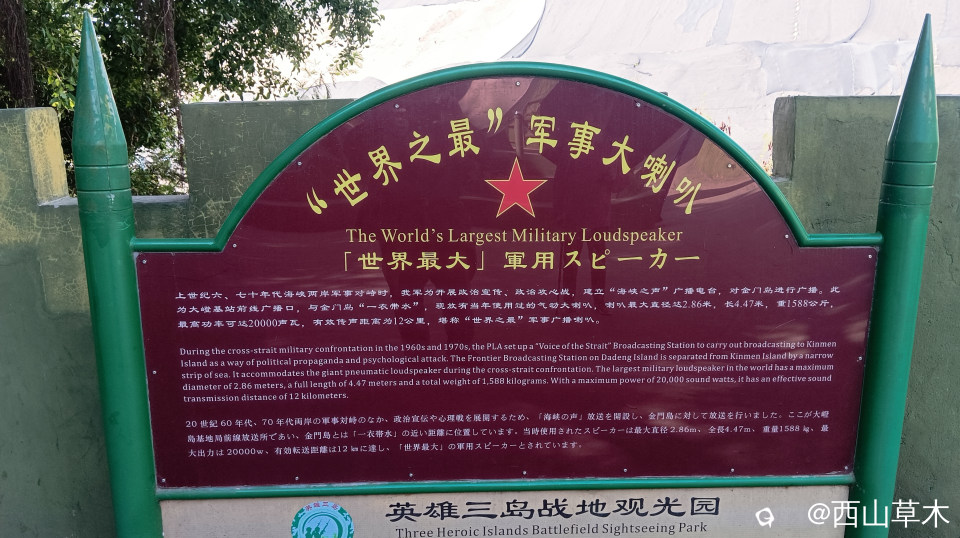 “世界之最”军事大喇叭
The World's Largest Military Loudspeaker
「世界最大」軍用スピーカー
上世纪六、七十年代海峡两岸军事对峙时，我军为开展政治宣传、政治攻心战，建立“海峡之声”广播电台，对金门岛进行广播。此
为大嶝基站前线广播口，与金门岛“一衣带水”，现放有当年使用过的气动大喇叭，喇叭最大直径达2.86米，长4.47米，重1588公斤，
最高功率可达20000声瓦，有效传声距离为12公里，堪称“世界之最”军事广播喇叭。
During the cross-strait military confrontation in the 1960s and 1970s, the PLA set up a "Voice of the Strait" Broadcasting Station to carry out broadcasting to Kinmen
Island as a way of political propaganda and psychological attack. The Frontier Broadcasting Station on Dadeng Island is separated from Kinmen Island by a narrow
strip of sea. It accommodates the giant pneumatic loudspeaker during the cross-strait confrontation. The largest military loudspeaker in the world has a maximum
diameter of 2.86 meters, a full length of 4.47 meters and a total weight of 1,588 kilograms. With a maximum power of 20,000 sound watts, it has an effective sound
transmission distance of 12 kilometers.
20世紀60年代、70年代両岸の軍事対峙のなか、政治宣伝や心理戦を展開するため、「海峡の声」放送を開設し、金門島に対して放送を行いました。ここが大嶝
島基地局前線放送所であい、金門島とは「一衣帯水」の近い距離に位置しています。当時使用されたスピーカーは最大直径2.86m、全長4.47m、重量1588㎏、最
大出力は20000w、有効転送距離は12㎞に達し、「世界最大」の軍用スピーカーとされています。
英雄三岛
英雄三岛战地观光园
Three Heroic Islands Battlefield Sightseeing Park
@西山草木